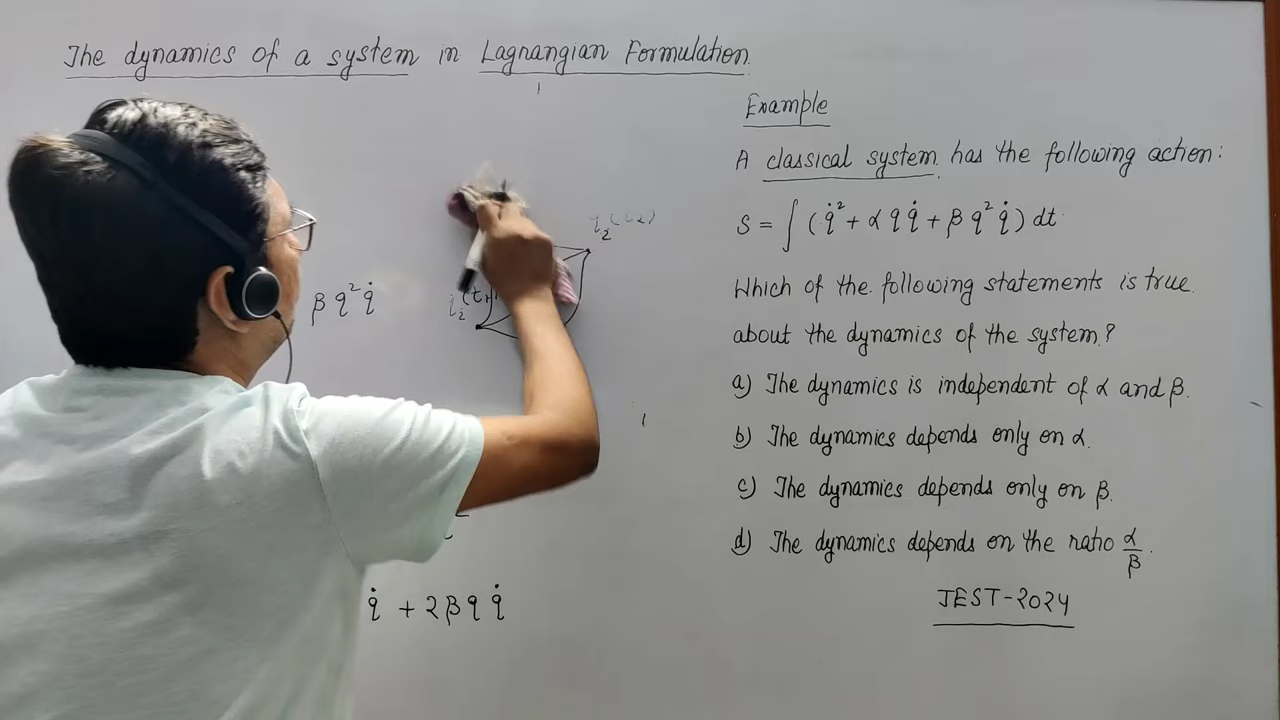 The dynamics of a system in Lagrangian Formulation.
Example
A classical system has the following action:
S = ∫ (q̇² + α q q̇ + β q² q̇) dt
Which of the following statements is true
about the dynamics of the system?
a) The dynamics is independent of α and β.
b) The dynamics depends only on α.
c) The dynamics depends only on β.
d) The dynamics depends on the ratio α/β.
JEST-2024
β q² q̇
q̇ + 2 β q q̇